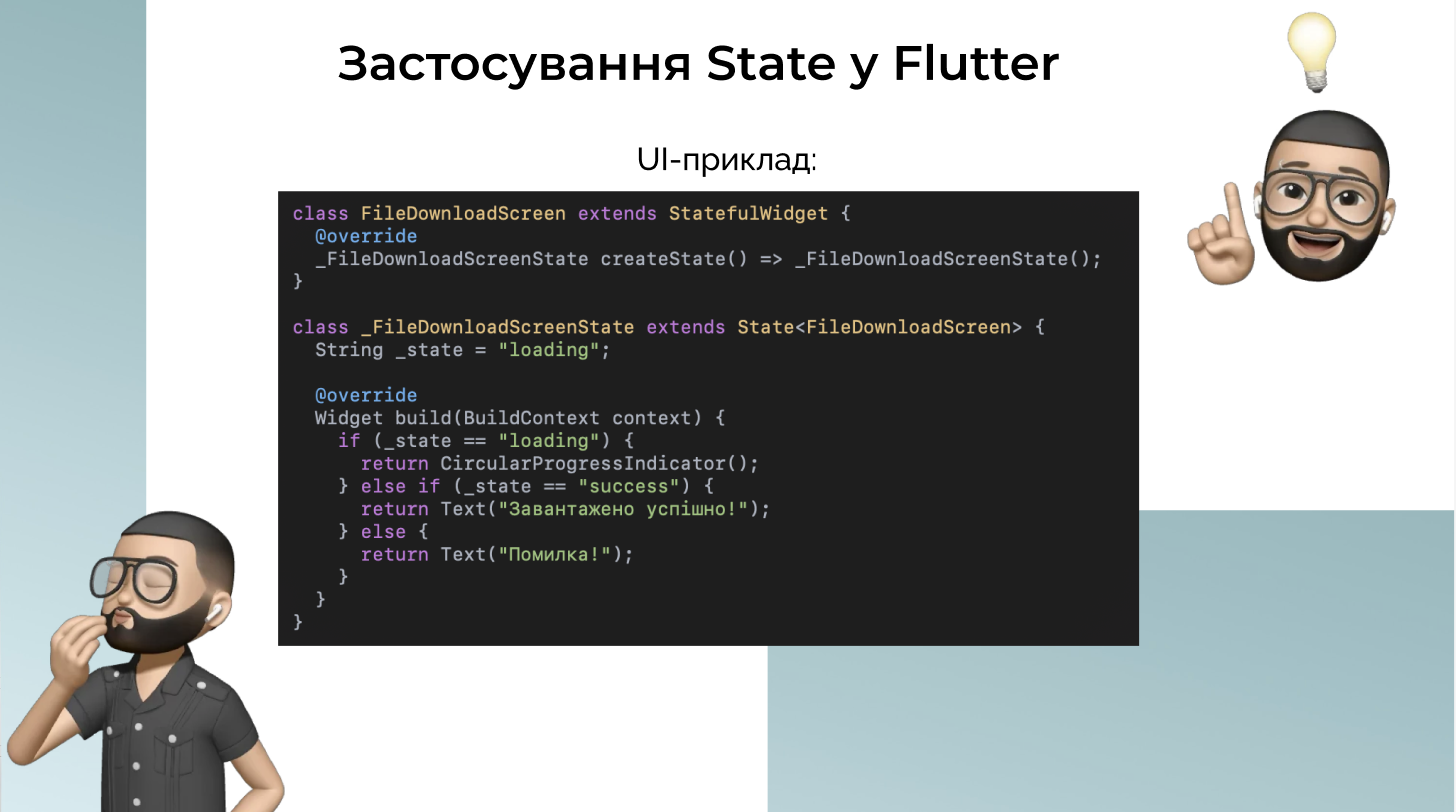 Застосування State у Flutter
UI-приклад:
class FileDownloadScreen extends StatefulWidget {
  @override
  _FileDownloadScreenState createState() => _FileDownloadScreenState();
}

class _FileDownloadScreenState extends State<FileDownloadScreen> {
  String _state = "loading";

  @override
  Widget build(BuildContext context) {
    if (_state == "loading") {
      return CircularProgressIndicator();
    } else if (_state == "success") {
      return Text("Завантажено успішно!");
    } else {
      return Text("Помилка!");
    }
  }
}